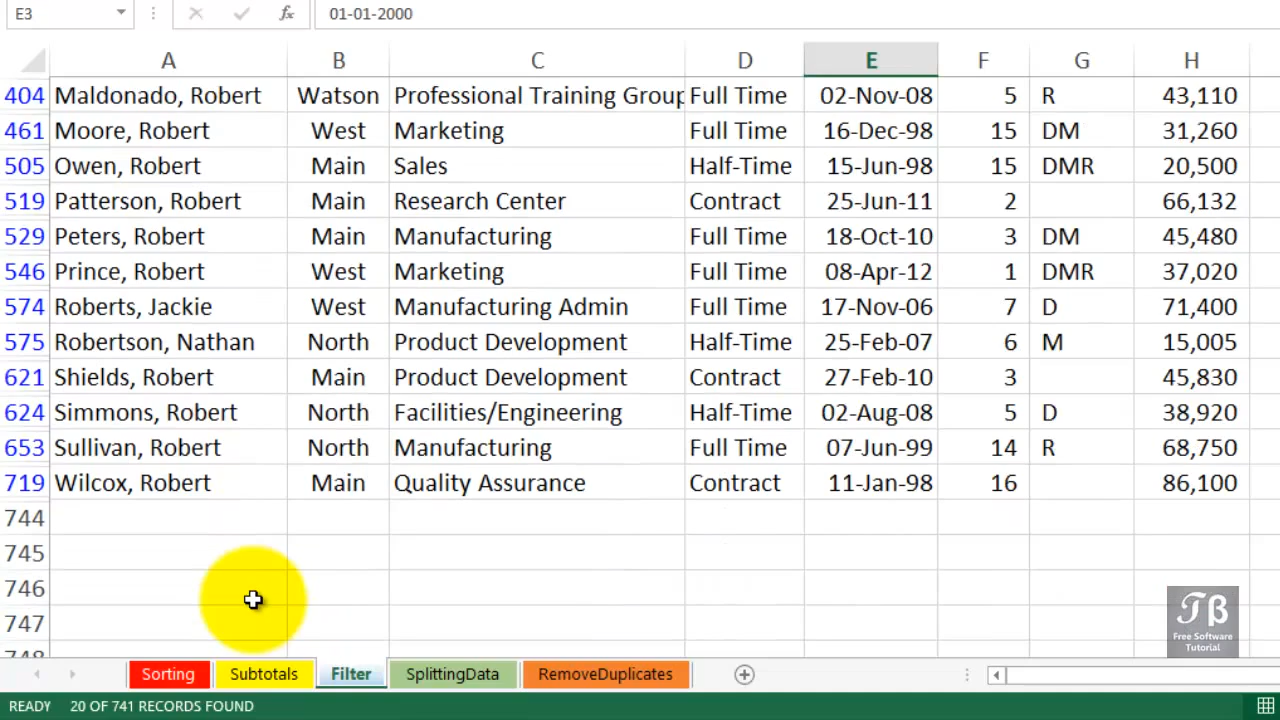 E3 fx 01-01-2000
A B C D E F G H
404 Maldonado, Robert Watson Professional Training Group Full Time 02-Nov-08 5 R 43,110
461 Moore, Robert West Marketing Full Time 16-Dec-98 15 DM 31,260
505 Owen, Robert Main Sales Half-Time 15-Jun-98 15 DMR 20,500
519 Patterson, Robert Main Research Center Contract 25-Jun-11 2 66,132
529 Peters, Robert Main Manufacturing Full Time 18-Oct-10 3 DM 45,480
546 Prince, Robert West Marketing Full Time 08-Apr-12 1 DMR 37,020
574 Roberts, Jackie West Manufacturing Admin Full Time 17-Nov-06 7 D 71,400
575 Robertson, Nathan North Product Development Half-Time 25-Feb-07 6 M 15,005
621 Shields, Robert Main Product Development Contract 27-Feb-10 3 45,830
624 Simmons, Robert North Facilities/Engineering Half-Time 02-Aug-08 5 D 38,920
653 Sullivan, Robert North Manufacturing Full Time 07-Jun-99 14 R 68,750
719 Wilcox, Robert Main Quality Assurance Contract 11-Jan-98 16 86,100
744
745
746
747
748
Tβ
Free Software
Tutorial
Sorting Subtotals Filter SplittingData RemoveDuplicates
READY 20 OF 741 RECORDS FOUND